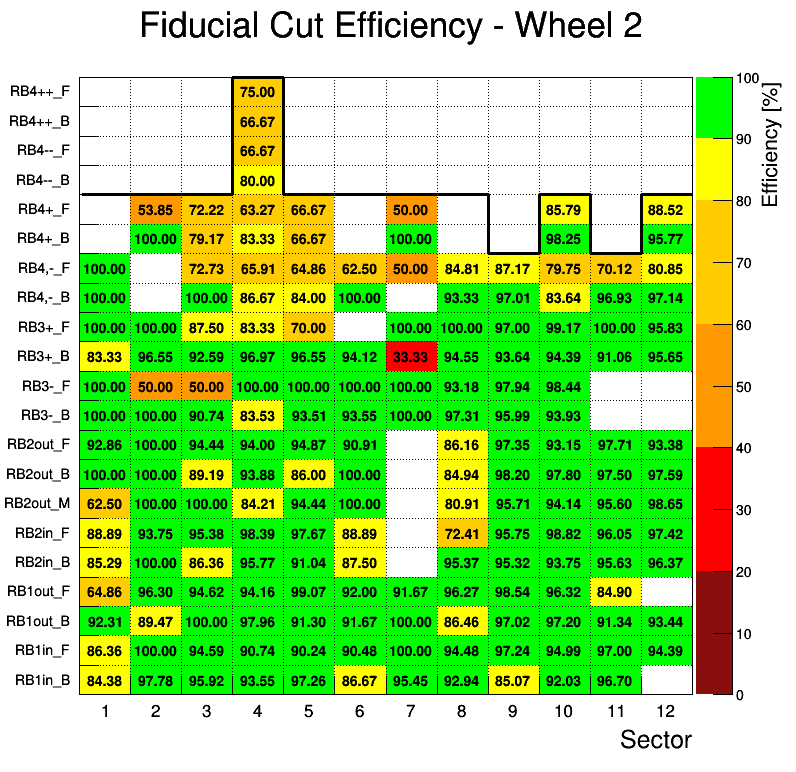 Fiducial Cut Efficiency - Wheel 2
RB4++_F 75.00
RB4++_B 66.67
RB4--_F 66.67
RB4--_B 80.00
RB4+_F 53.85 72.22 63.27 66.67 50.00 85.79 88.52
RB4+_B 100.00 79.17 83.33 66.67 100.00 98.25 95.77
RB4,-_F 100.00 72.73 65.91 64.86 62.50 50.00 84.81 87.17 79.75 70.12 80.85
RB4,-_B 100.00 100.00 86.67 84.00 100.00 93.33 97.01 83.64 96.93 97.14
RB3+_F 100.00 100.00 87.50 83.33 70.00 100.00 100.00 97.00 99.17 100.00 95.83
RB3+_B 83.33 96.55 92.59 96.97 96.55 94.12 33.33 94.55 93.64 94.39 91.06 95.65
RB3-_F 100.00 50.00 50.00 100.00 100.00 100.00 100.00 93.18 97.94 98.44
RB3-_B 100.00 100.00 90.74 83.53 93.51 93.55 100.00 97.31 95.99 93.93
RB2out_F 92.86 100.00 94.44 94.00 94.87 90.91 86.16 97.35 93.15 97.71 93.38
RB2out_B 100.00 100.00 89.19 93.88 86.00 100.00 84.94 98.20 97.80 97.50 97.59
RB2out_M 62.50 100.00 100.00 84.21 94.44 100.00 80.91 95.71 94.14 95.60 98.65
RB2in_F 88.89 93.75 95.38 98.39 97.67 88.89 72.41 95.75 98.82 96.05 97.42
RB2in_B 85.29 100.00 86.36 95.77 91.04 87.50 95.37 95.32 93.75 95.63 96.37
RB1out_F 64.86 96.30 94.62 94.16 99.07 92.00 91.67 96.27 98.54 96.32 84.90
RB1out_B 92.31 89.47 100.00 97.96 91.30 91.67 100.00 86.46 97.02 97.20 91.34 93.44
RB1in_F 86.36 100.00 94.59 90.74 90.24 90.48 100.00 94.48 97.24 94.99 97.00 94.39
RB1in_B 84.38 97.78 95.92 93.55 97.26 86.67 95.45 92.94 85.07 92.03 96.70
1 2 3 4 5 6 7 8 9 10 11 12
Sector
100
90
80
70
60
50
40
30
20
10
0
Efficiency [%]